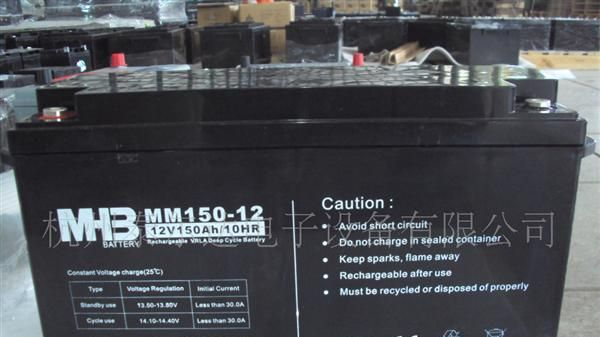 MHB
BATTERY
MM150-12
12V150Ah/10HR
Rechargeable VRLA Deep Cycle Battery
Constant Voltage charge(25℃)
Type Voltage Regulation Initial Current
Standby use 13.50-13.80V Less than 30.0A
Cycle use 14.10-14.40V Less than 30.0A
Caution :
Avoid short circuit
Do not charge in sealed container
Keep sparks, flame away
Rechargeable after use
Must be recycled or disposed of properly
电子设备有限公司